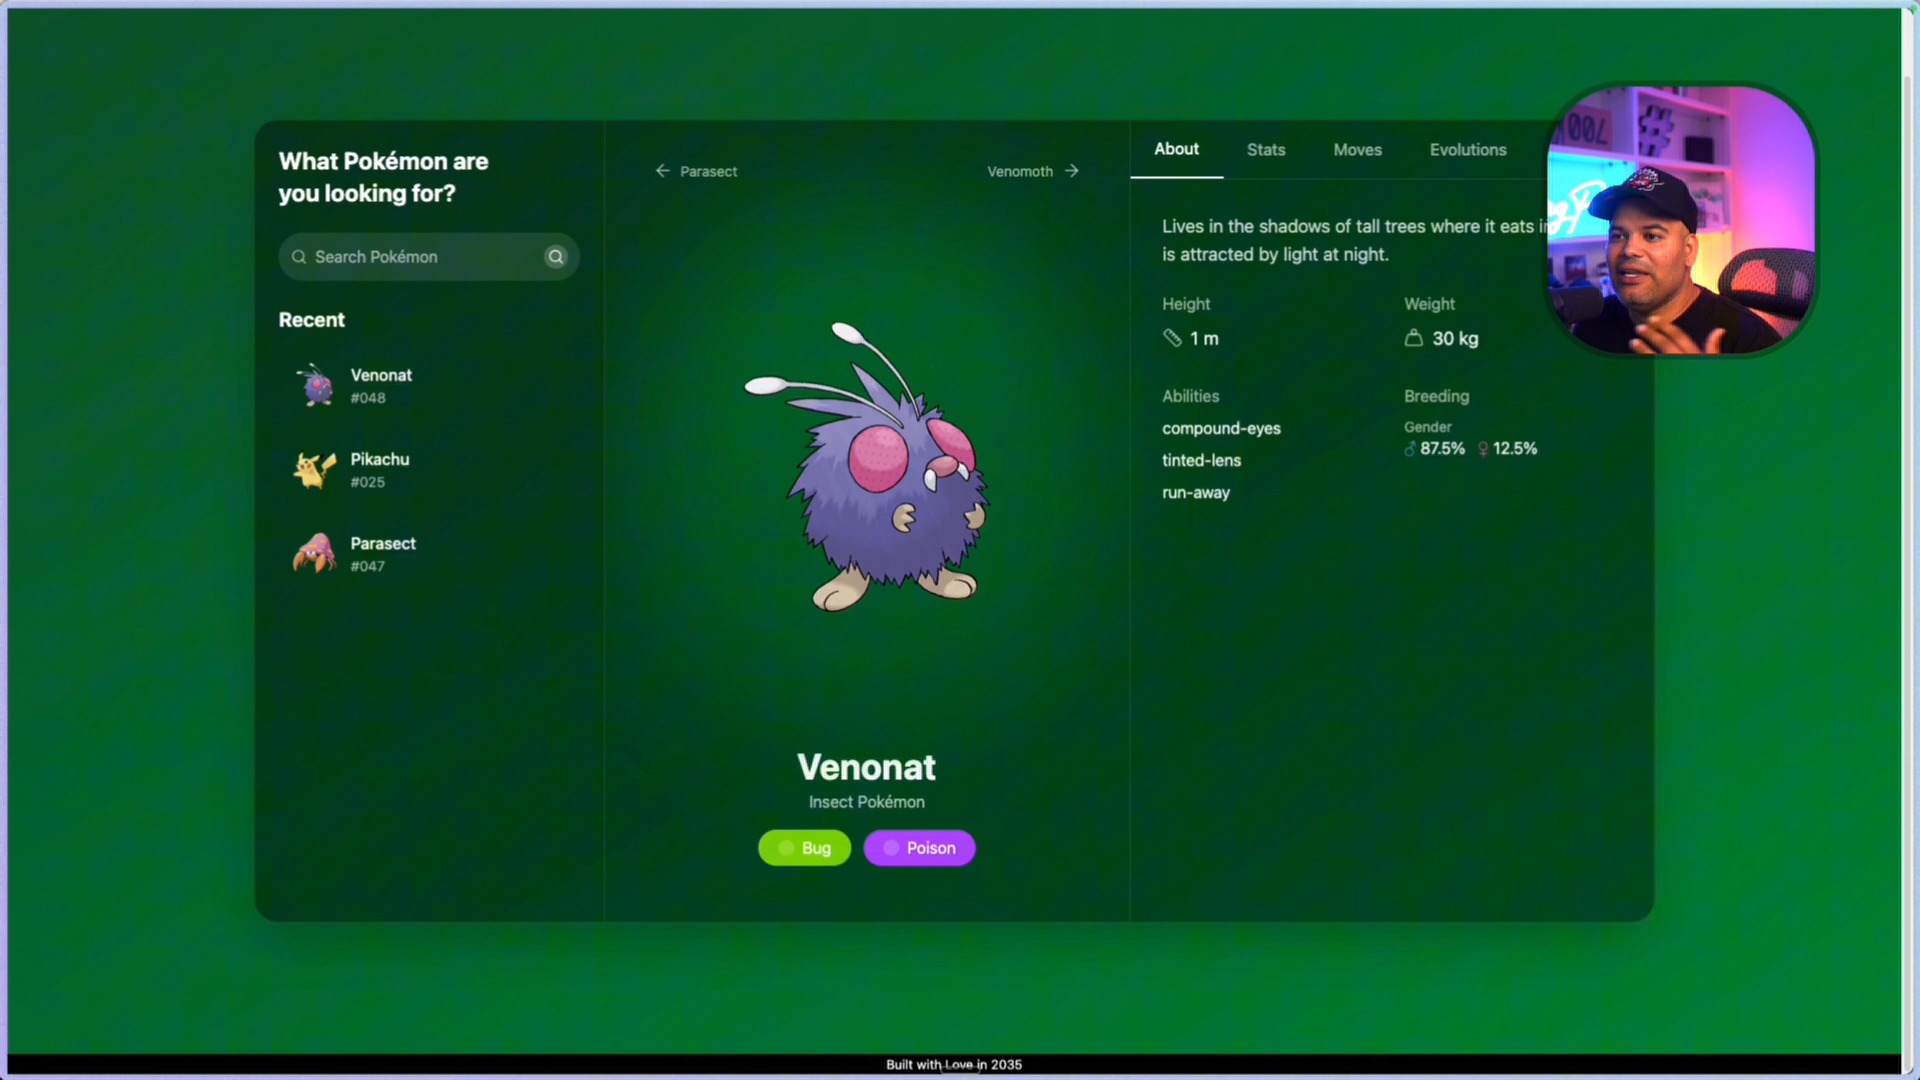 What Pokémon are
you looking for?
Search Pokémon
Recent
Venonat
#048
Pikachu
#025
Parasect
#047
Parasect
Venomoth
Venonat
Insect Pokémon
Bug
Poison
About
Stats
Moves
Evolutions
Lives in the shadows of tall trees where it eats
is attracted by light at night.
Height
1 m
Weight
30 kg
Abilities
compound-eyes
tinted-lens
run-away
Breeding
Gender
♂ 87.5% ♀ 12.5%
Built with Love in 2035